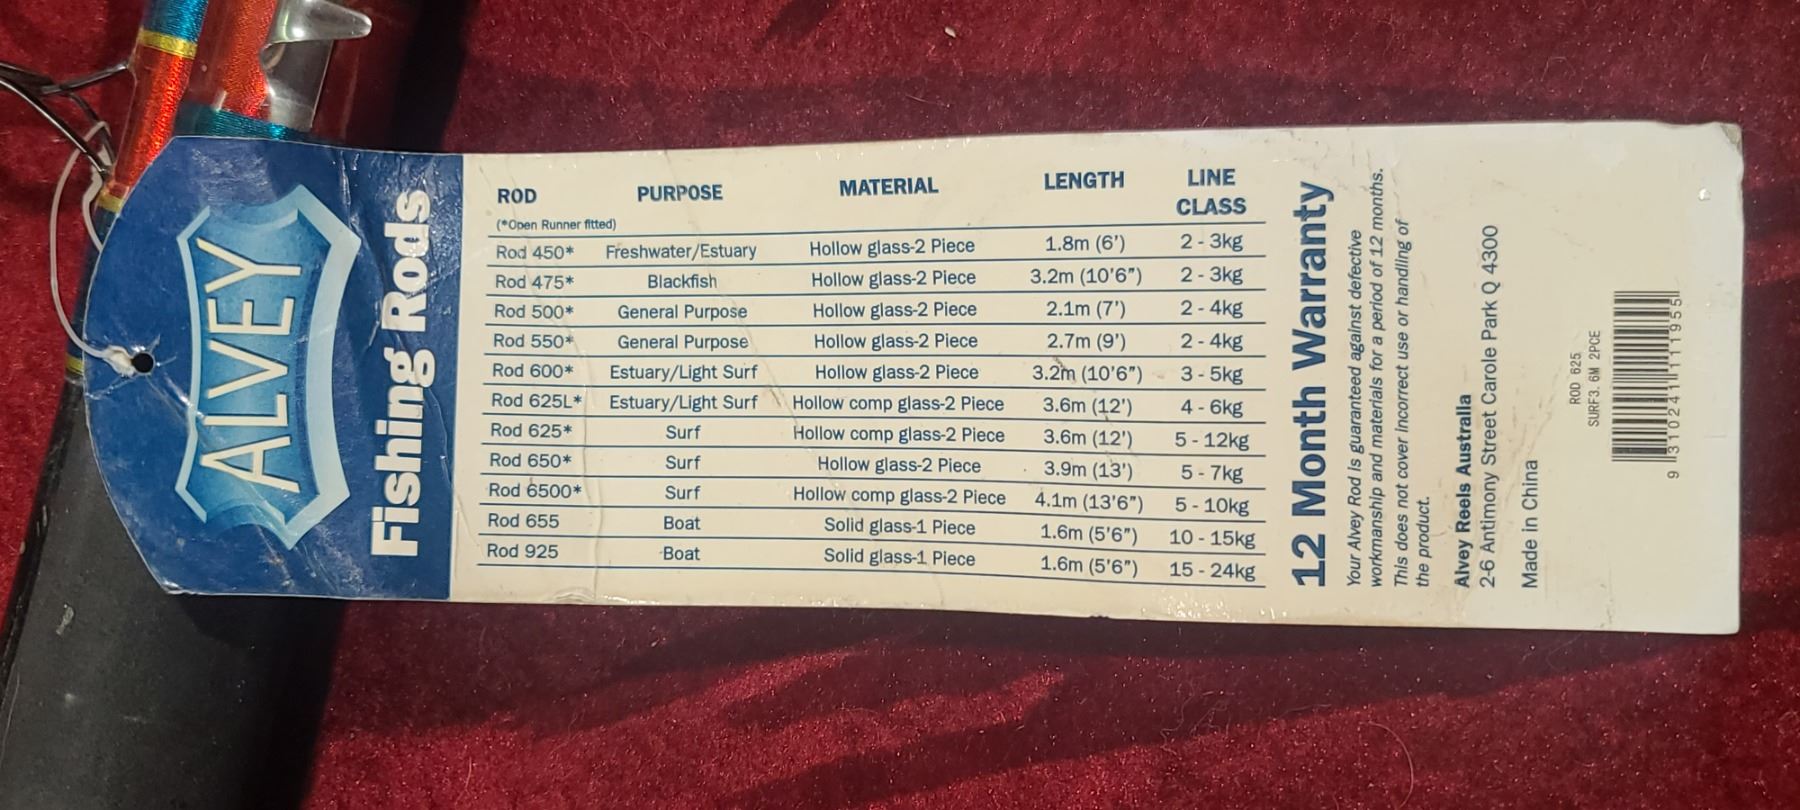 ALVEY
Fishing Rods
ROD PURPOSE MATERIAL LENGTH LINE CLASS
(*Open Runner fitted)
Rod 450* Freshwater/Estuary Hollow glass-2 Piece 1.8m (6') 2 - 3kg
Rod 475* Blackfish Hollow glass-2 Piece 3.2m (10'6") 2 - 3kg
Rod 500* General Purpose Hollow glass-2 Piece 2.1m (7') 2 - 4kg
Rod 550* General Purpose Hollow glass-2 Piece 2.7m (9') 2 - 4kg
Rod 600* Estuary/Light Surf Hollow glass-2 Piece 3.2m (10'6") 3 - 5kg
Rod 625L* Estuary/Light Surf Hollow comp glass-2 Piece 3.6m (12') 4 - 6kg
Rod 625* Surf Hollow comp glass-2 Piece 3.6m (12') 5 - 12kg
Rod 650* Surf Hollow glass-2 Piece 3.9m (13') 5 - 7kg
Rod 6500* Surf Hollow comp glass-2 Piece 4.1m (13'6") 5 - 10kg
Rod 655 Boat Solid glass-1 Piece 1.6m (5'6") 10 - 15kg
Rod 925 Boat Solid glass-1 Piece 1.6m (5'6") 15 - 24kg
12 Month Warranty
Your Alvey Rod is guaranteed against defective
workmanship and materials for a period of 12 months.
This does not cover incorrect use or handling of
the product.
Alvey Reels Australia
2-6 Antimony Street Carole Park Q 4300
Made in China
ROD 625
SURF3.6M 2PCE
9 310241 111955